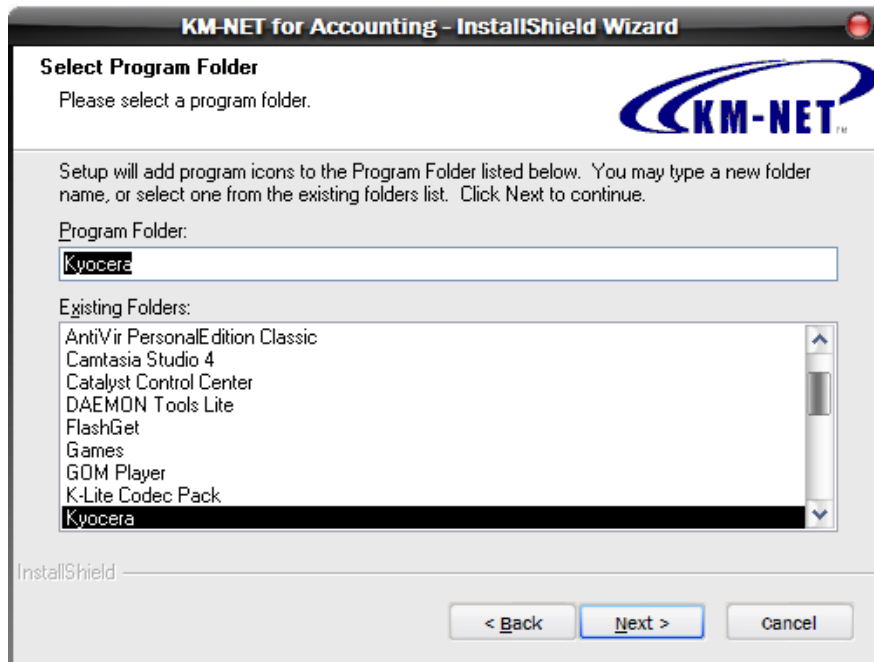 KM-NET for Accounting - InstallShield Wizard
Select Program Folder
Please select a program folder.
KM-NET
Setup will add program icons to the Program Folder listed below.  You may type a new folder
name, or select one from the existing folders list.  Click Next to continue.
Program Folder:
Kyocera
Existing Folders:
AntiVir PersonalEdition Classic
Camtasia Studio 4
Catalyst Control Center
DAEMON Tools Lite
FlashGet
Games
GOM Player
K-Lite Codec Pack
Kyocera
InstallShield
< Back
Next >
Cancel